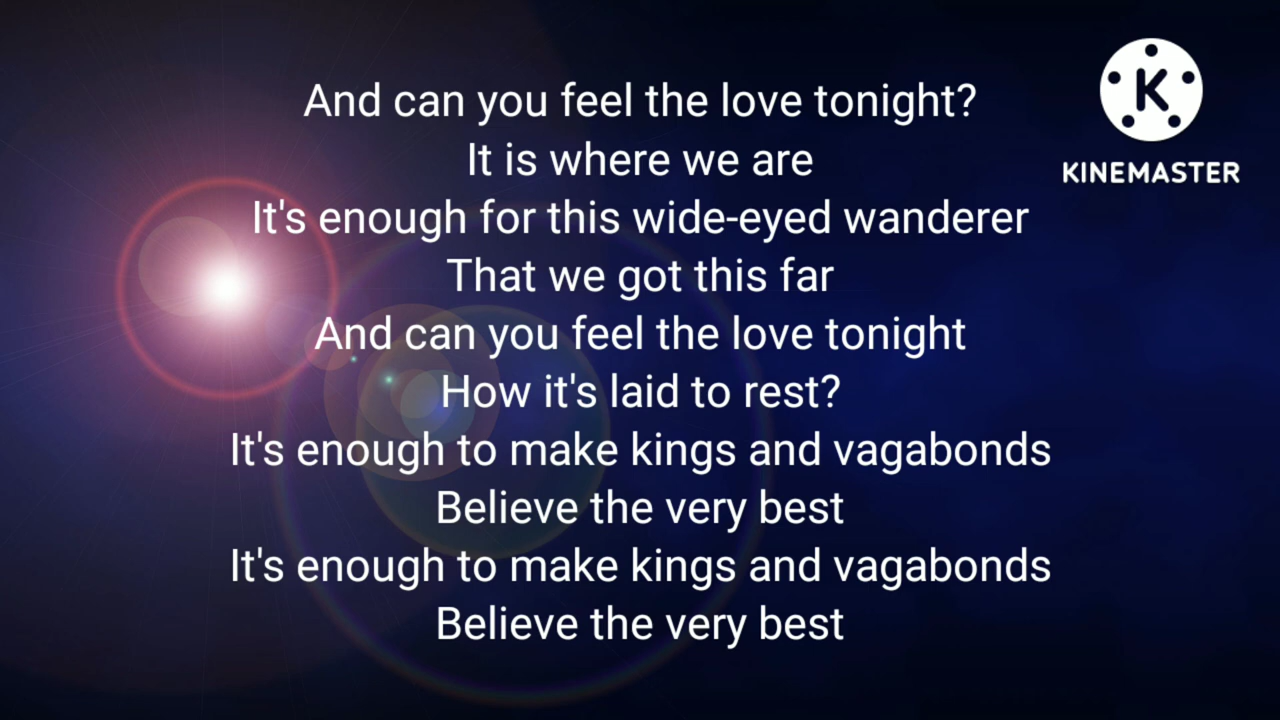 And can you feel the love tonight?
It is where we are
It's enough for this wide-eyed wanderer
That we got this far
And can you feel the love tonight
How it's laid to rest?
It's enough to make kings and vagabonds
Believe the very best
It's enough to make kings and vagabonds
Believe the very best
K
KINEMASTER